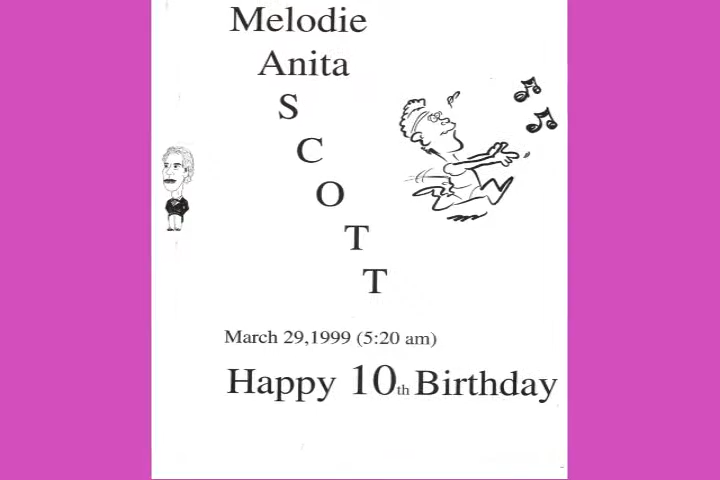 Melodie
Anita
S
C
O
T
T
March 29,1999 (5:20 am)
Happy 10th Birthday